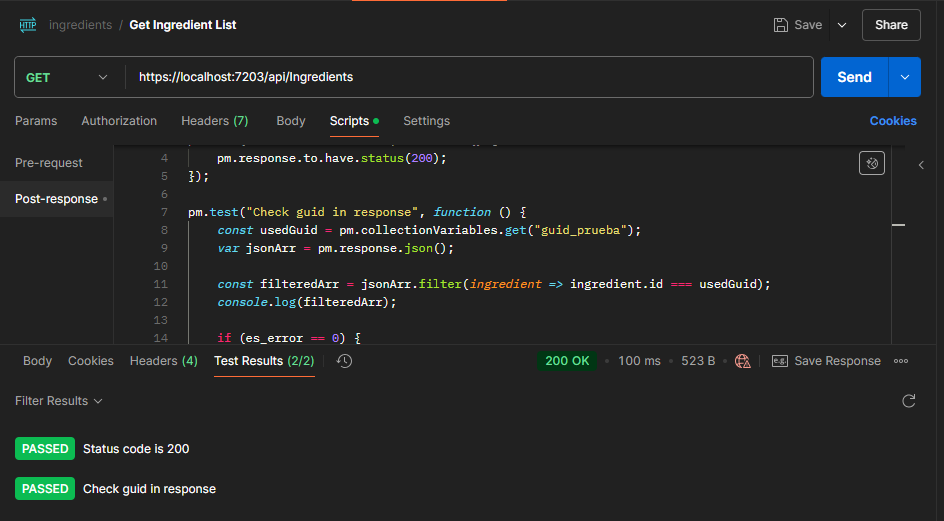 HTTP ingredients / Get Ingredient List Save Share
GET https://localhost:7203/api/Ingredients Send
Params Authorization Headers (7) Body Scripts Settings Cookies
Pre-request
Post-response
4 pm.response.to.have.status(200);
5 });
6
7 pm.test("Check guid in response", function () {
8 const usedGuid = pm.collectionVariables.get("guid_prueba");
9 var jsonArr = pm.response.json();
10
11 const filteredArr = jsonArr.filter(ingredient => ingredient.id === usedGuid);
12 console.log(filteredArr);
13
14 if (es_error == 0) {
Body Cookies Headers (4) Test Results (2/2) 200 OK • 100 ms • 523 B • e.g. Save Response
Filter Results
PASSED Status code is 200
PASSED Check guid in response